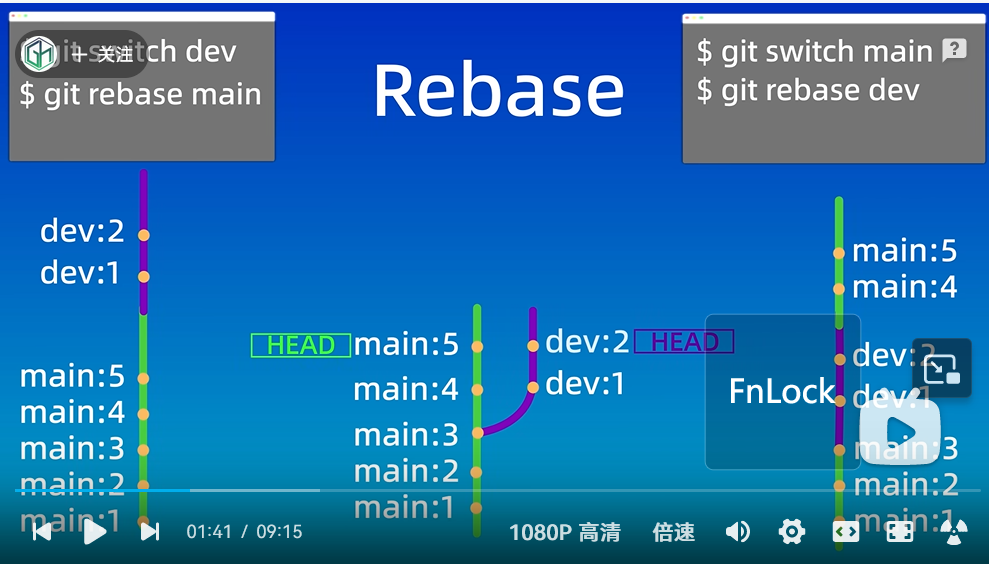 $ git switch dev
+ 关注
$ git rebase main
Rebase
$ git switch main
?
$ git rebase dev
dev:2
dev:1
main:5
main:4
main:3
main:2
main:1
HEAD
main:5
main:4
main:3
main:2
main:1
dev:2
HEAD
dev:1
main:5
main:4
dev:2
dev:1
main:3
main:2
main:1
FnLock
01:41 / 09:15
1080P 高清
倍速